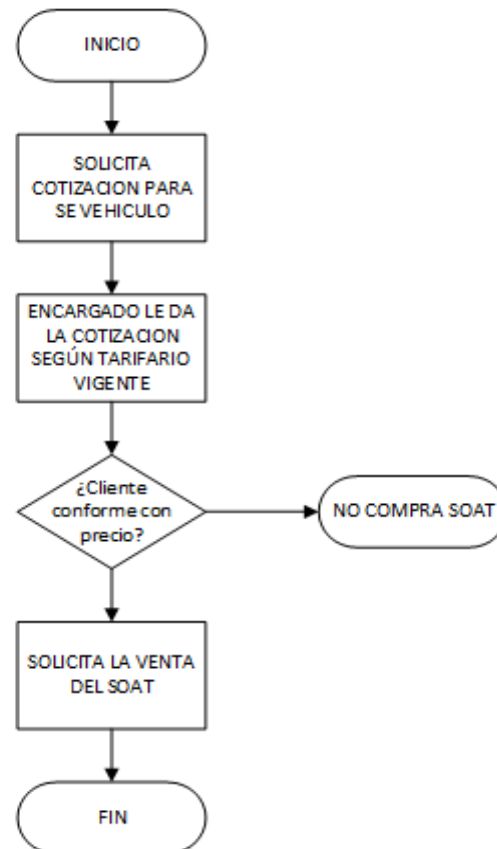 INICIO
SOLICITA
COTIZACION PARA
SE VEHICULO
ENCARGADO LE DA
LA COTIZACION
SEGÚN TARIFARIO
VIGENTE
¿Cliente
conforme con
precio?
NO COMPRA SOAT
SOLICITA LA VENTA
DEL SOAT
FIN